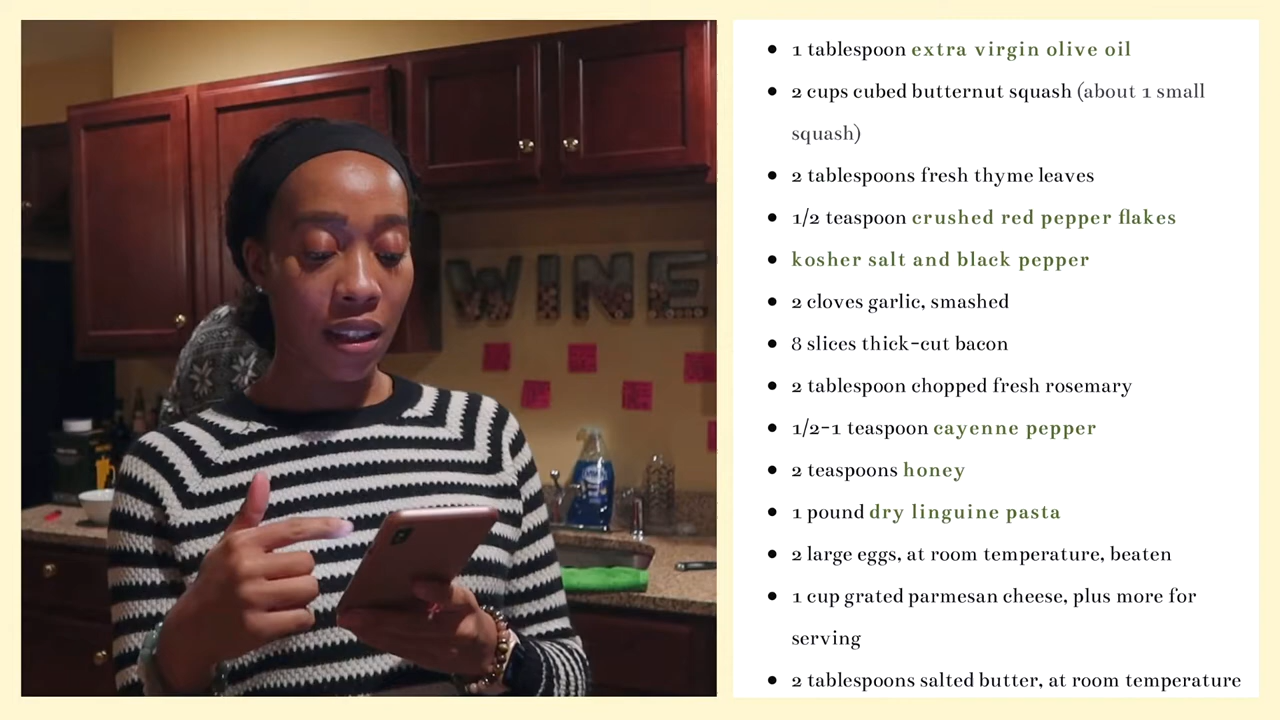 WINE
1 tablespoon extra virgin olive oil
2 cups cubed butternut squash (about 1 small
squash)
2 tablespoons fresh thyme leaves
1/2 teaspoon crushed red pepper flakes
kosher salt and black pepper
2 cloves garlic, smashed
8 slices thick-cut bacon
2 tablespoon chopped fresh rosemary
1/2-1 teaspoon cayenne pepper
2 teaspoons honey
1 pound dry linguine pasta
2 large eggs, at room temperature, beaten
1 cup grated parmesan cheese, plus more for
serving
2 tablespoons salted butter, at room temperature